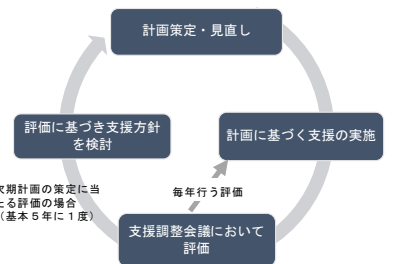 計画策定・見直し
評価に基づき支援方針
を検討
計画に基づく支援の実施
次期計画の策定に当
たる評価の場合
（基本５年に１度）
毎年行う評価
支援調整会議において
評価